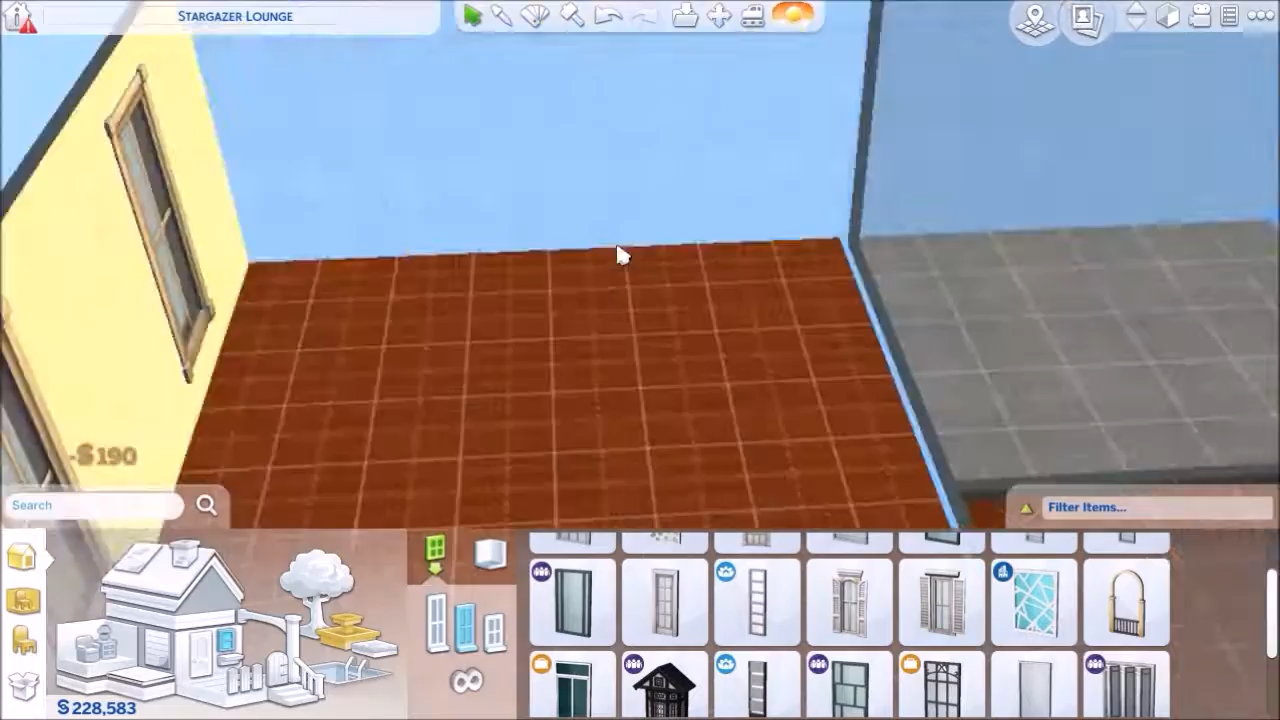 STARGAZER LOUNGE
-$190
Search
Filter Items...
$228,583